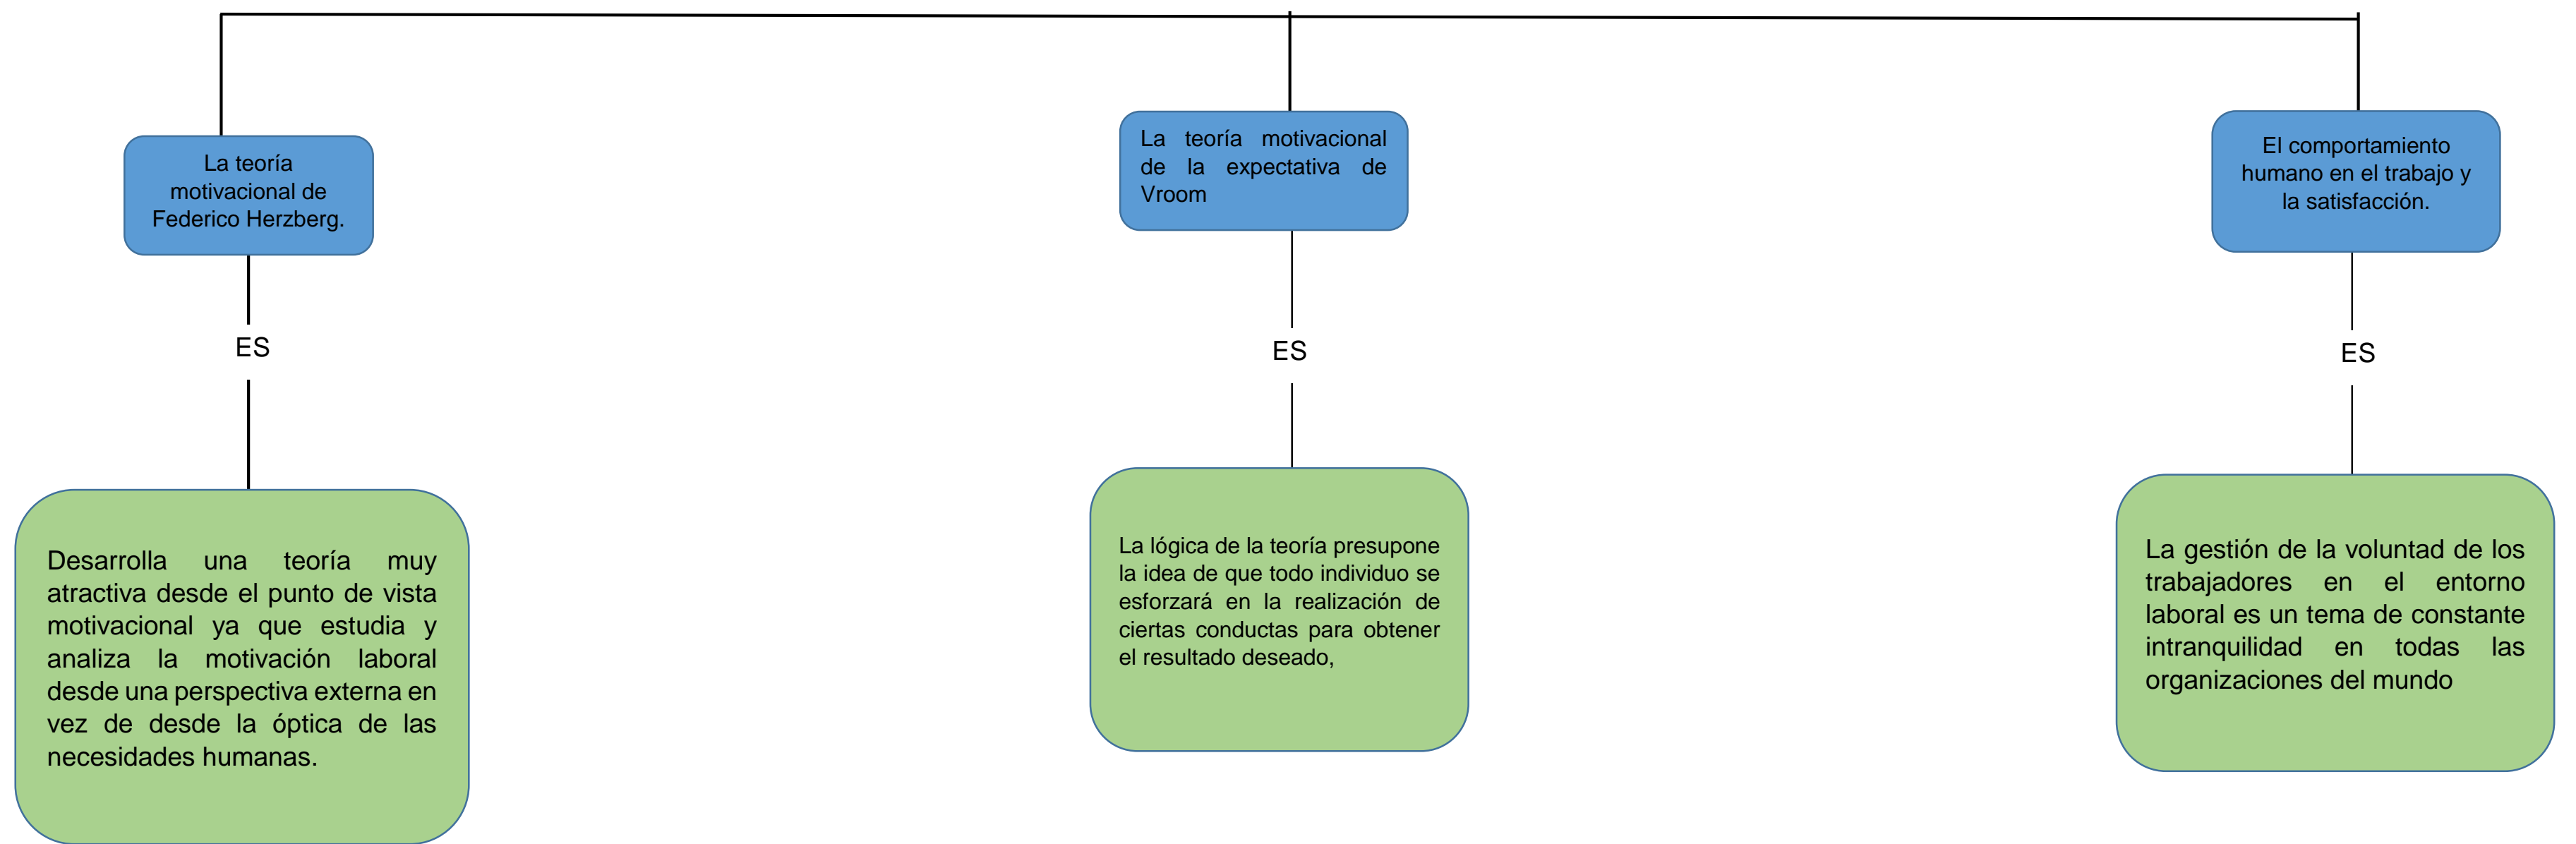 La teoría
motivacional de
Federico Herzberg.
La teoría motivacional
de la expectativa de
Vroom
El comportamiento
humano en el trabajo y
la satisfacción.
ES
ES
ES
Desarrolla una teoría muy
atractiva desde el punto de vista
motivacional ya que estudia y
analiza la motivación laboral
desde una perspectiva externa en
vez de desde la óptica de las
necesidades humanas.
La lógica de la teoría presupone
la idea de que todo individuo se
esforzará en la realización de
ciertas conductas para obtener
el resultado deseado,
La gestión de la voluntad de los
trabajadores en el entorno
laboral es un tema de constante
intranquilidad en todas las
organizaciones del mundo